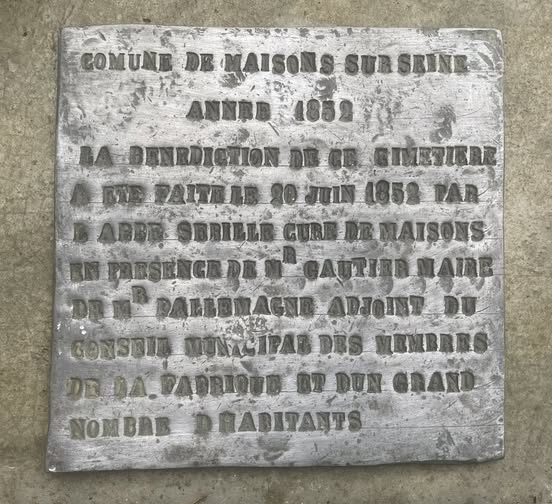 COMUNE DE MAISONS SUR SEINE
ANNEE 1852
LA BENEDICTION DE CE CIMETIERE
A ETE FAITE LE 20 JUIN 1852 PAR
L ABBE SEBILLE CURE DE MAISONS
EN PRESENCE DE MR GAUTIER MAIRE
DE MR DALLEMAGNE ADJOINT DU
CONSEIL MUNICIPAL DES MEMBRES
DE LA FABRIQUE ET DUN GRAND
NOMBRE D HABITANTS